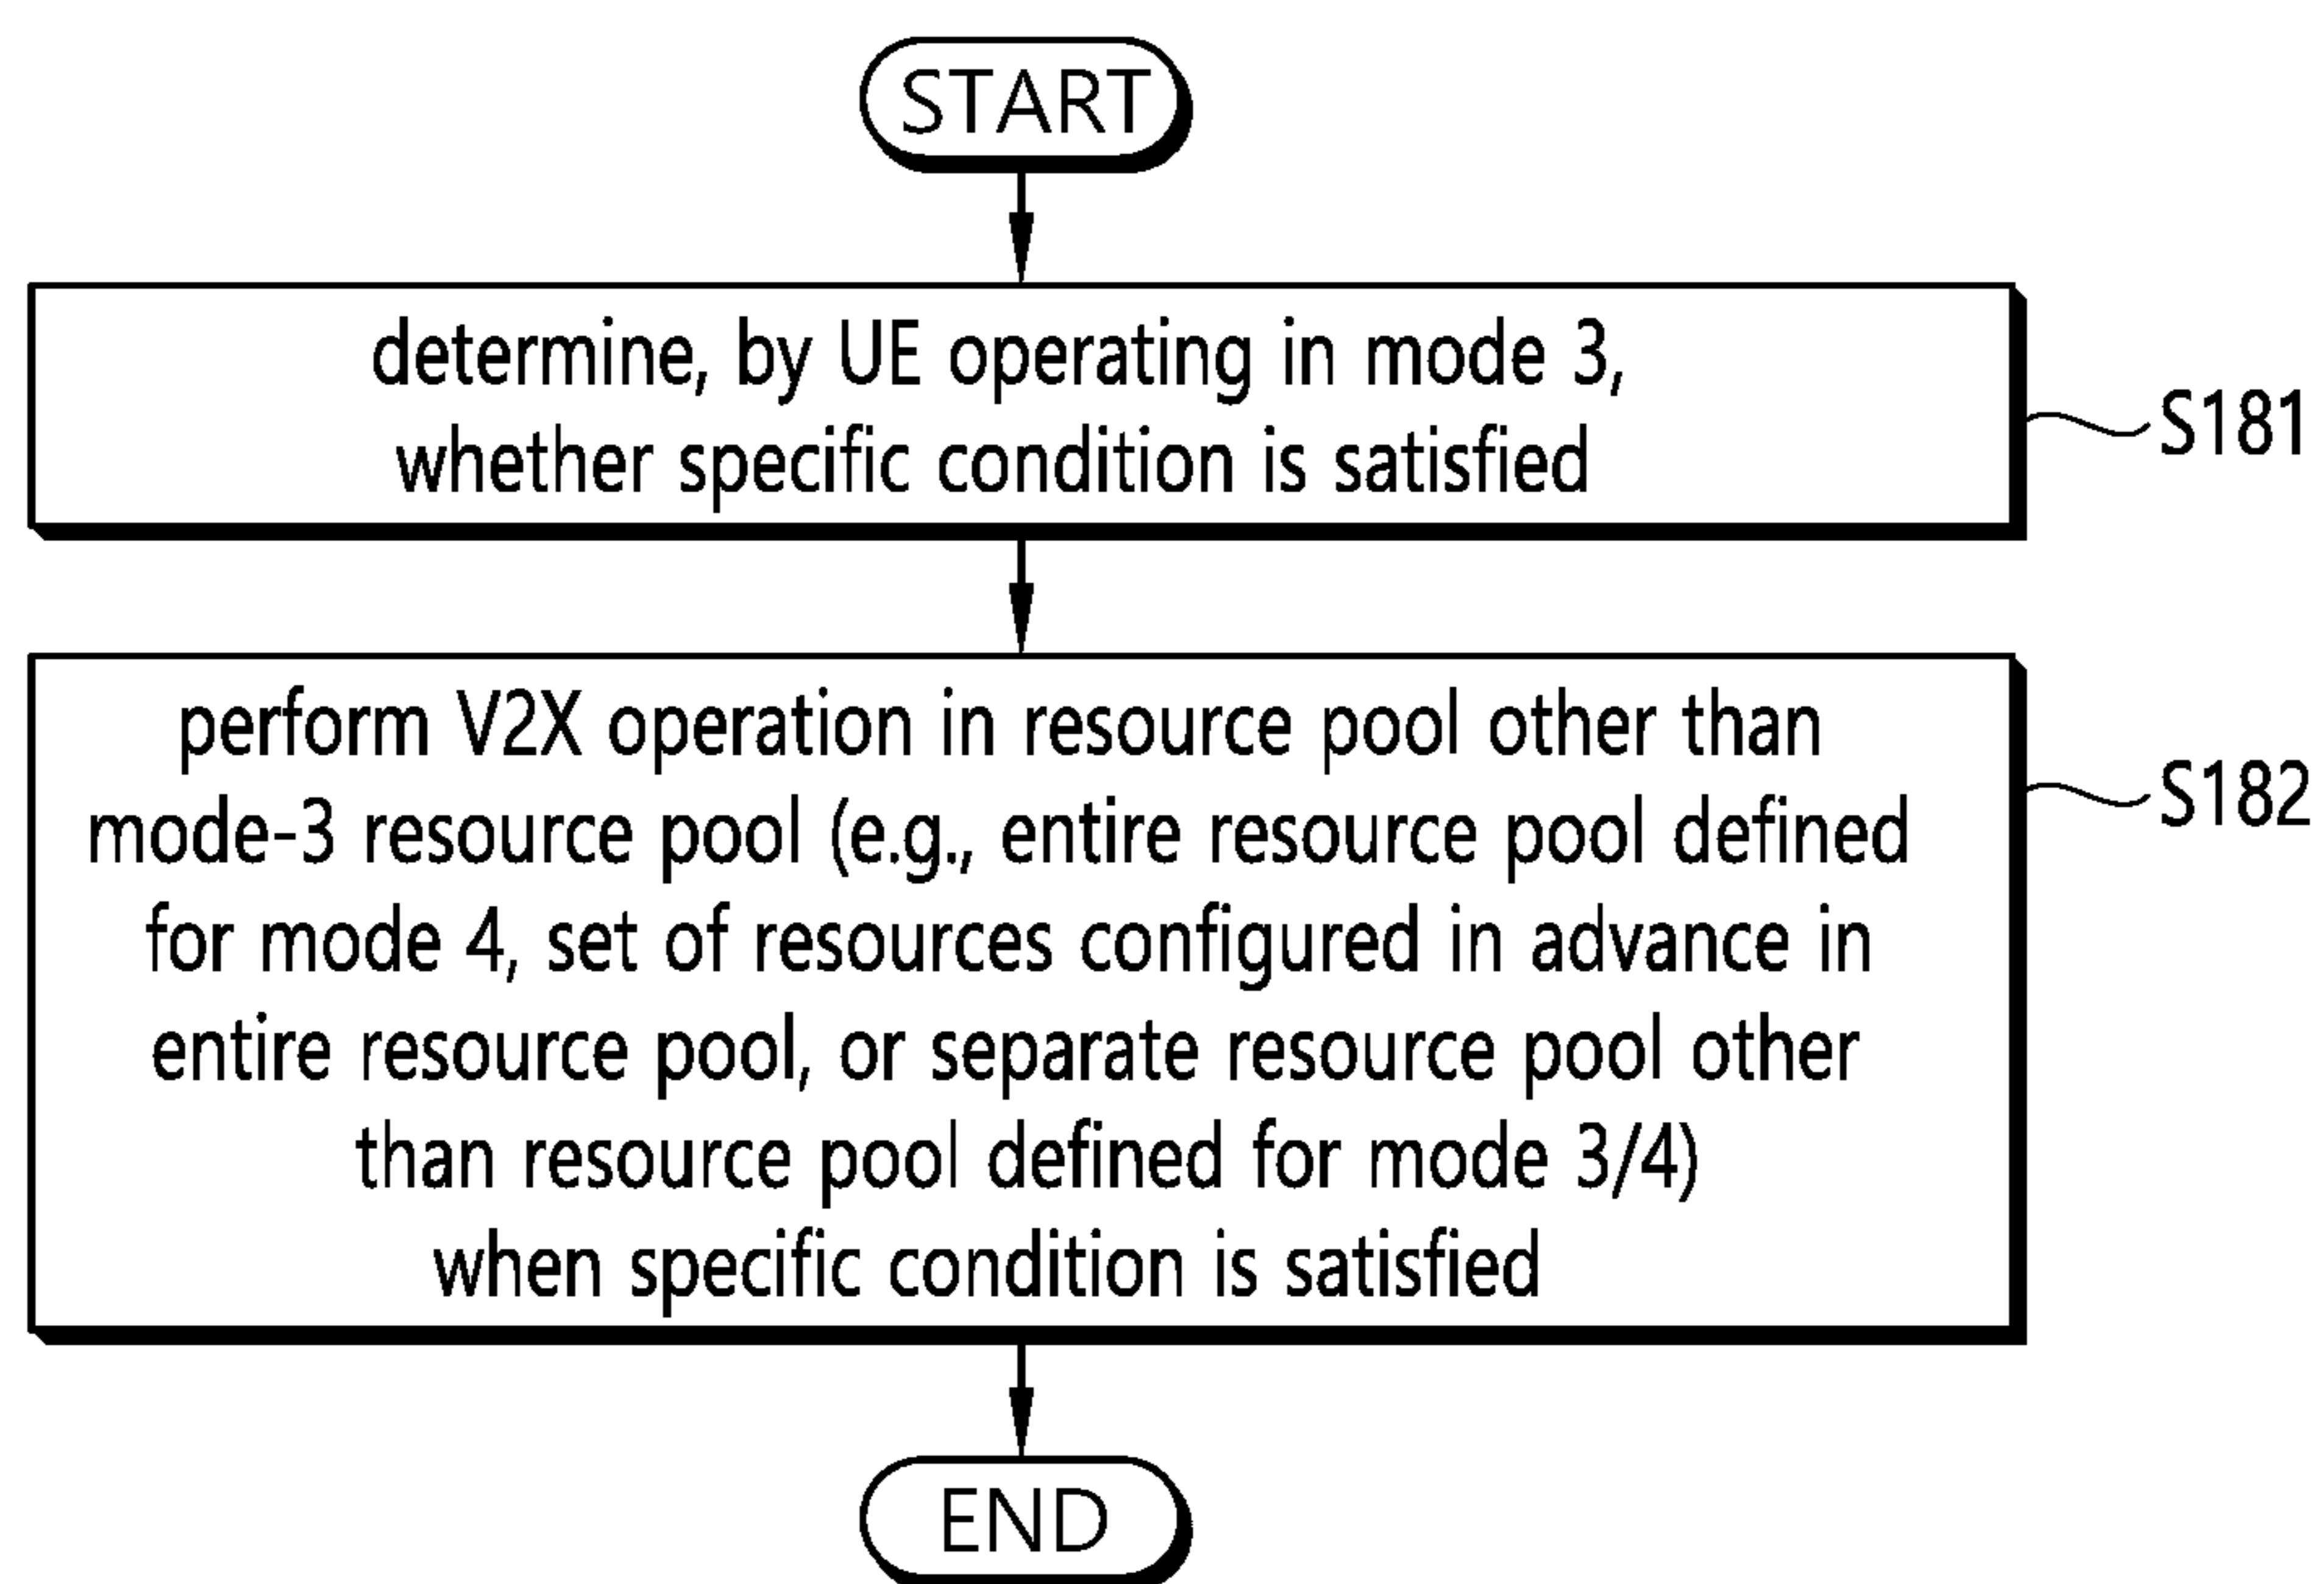 START
determine, by UE operating in mode 3,
whether specific condition is satisfied
S181
perform V2X operation in resource pool other than
mode-3 resource pool (e.g., entire resource pool defined
for mode 4, set of resources configured in advance in
entire resource pool, or separate resource pool other
than resource pool defined for mode 3/4)
when specific condition is satisfied
S182
END